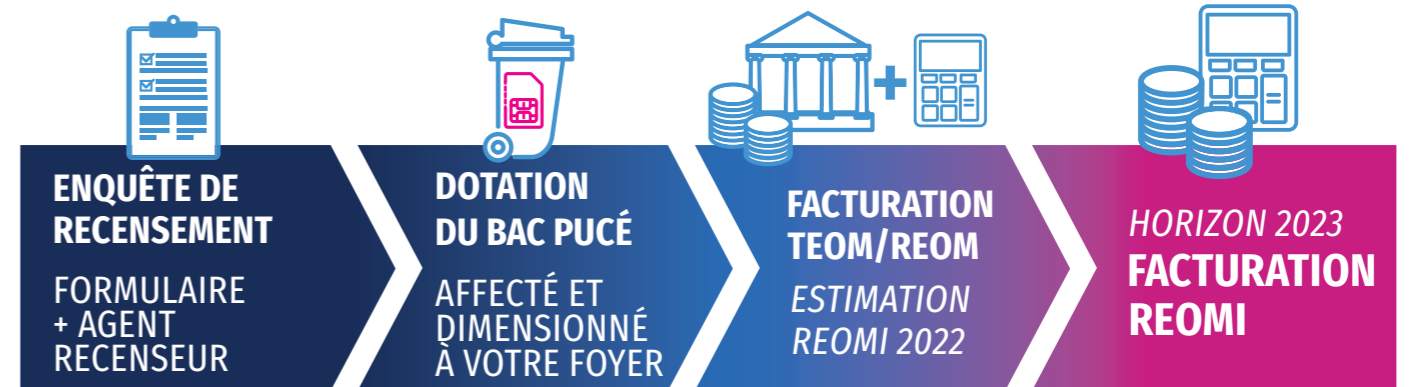 ENQUÊTE DE
RECENSEMENT
FORMULAIRE
+ AGENT
RECENSEUR
DOTATION
DU BAC PUCÉ
AFFECTÉ ET
DIMENSIONNÉ
À VOTRE FOYER
FACTURATION
TEOM/REOM
ESTIMATION
REOMI 2022
HORIZON 2023
FACTURATION
REOMI